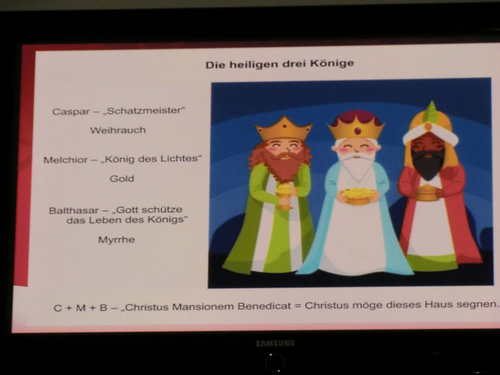 Die heiligen drei Könige
Caspar – „Schatzmeister"
Weihrauch
Melchior – „König des Lichtes"
Gold
Balthasar – „Gott schütze
das Leben des Königs"
Myrrhe
C + M + B – „Christus Mansionem Benedicat = Christus möge dieses Haus segnen.
SAMSUNG